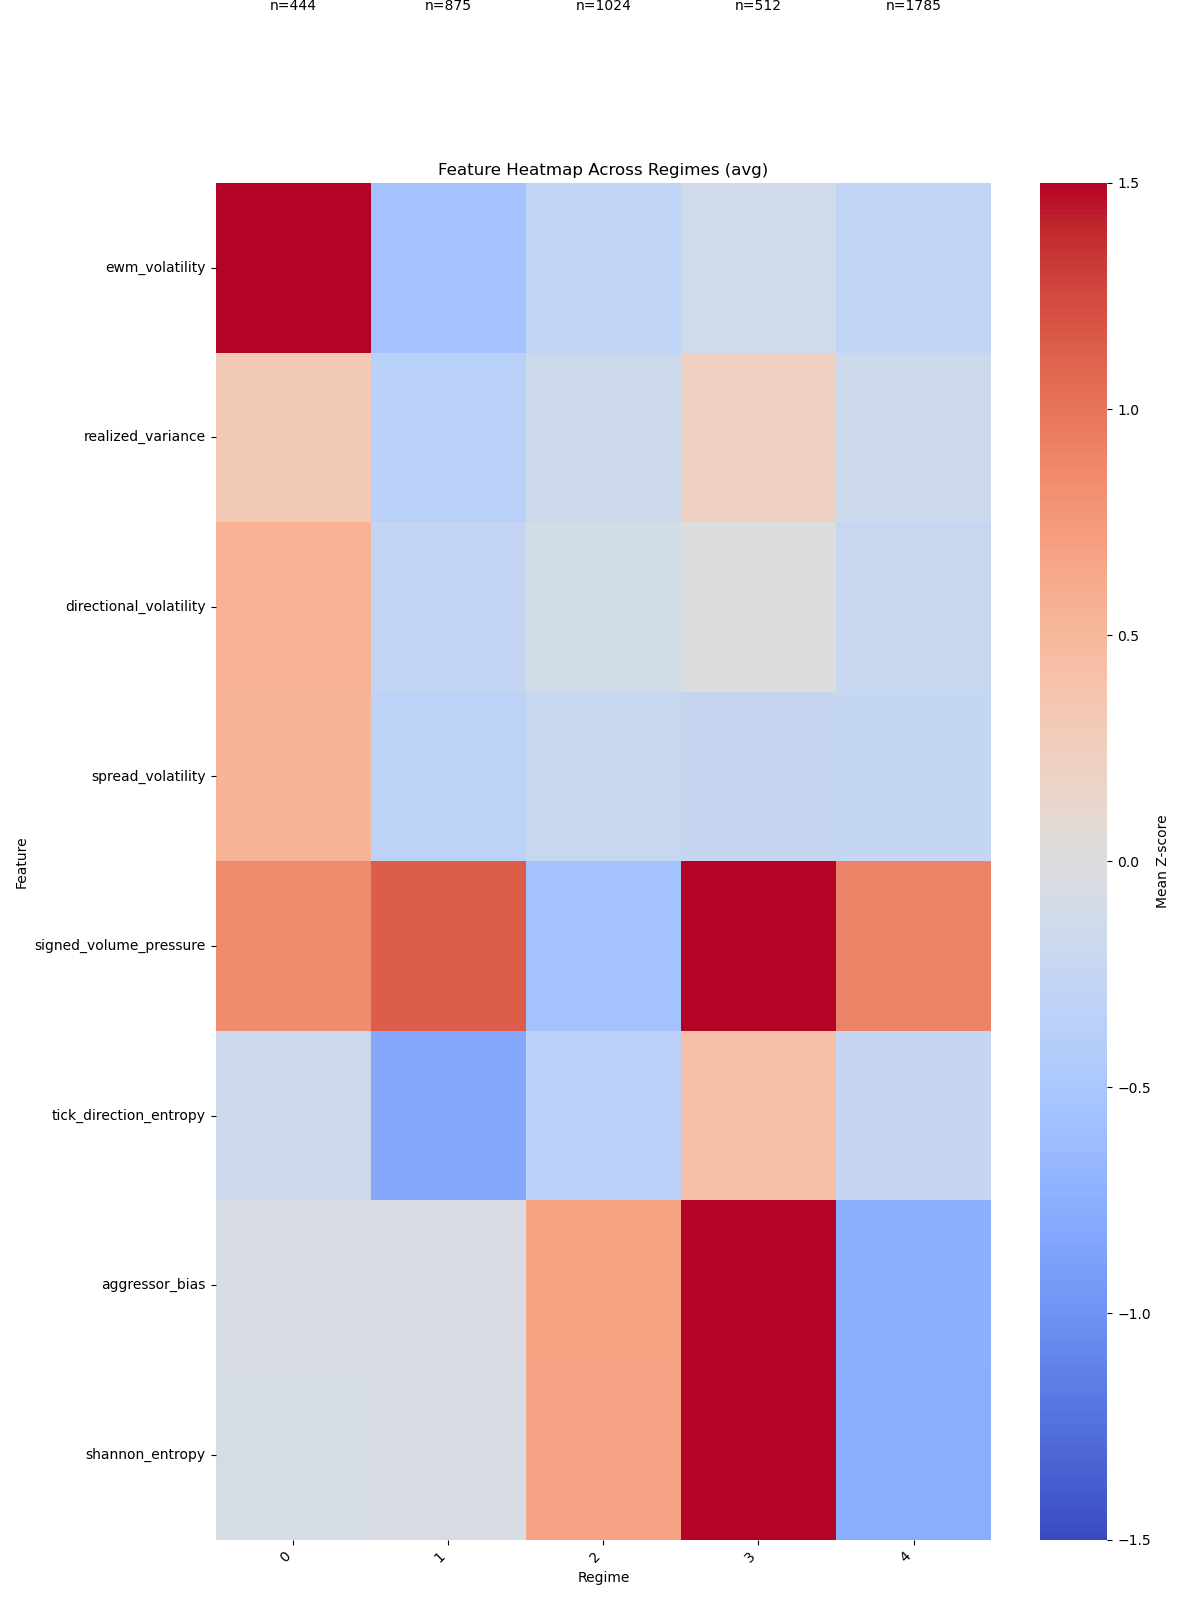 n=444 n=875 n=1024 n=512 n=1785
Feature Heatmap Across Regimes (avg)
ewm_volatility
realized_variance
directional_volatility
spread_volatility
signed_volume_pressure
tick_direction_entropy
aggressor_bias
shannon_entropy
Feature
0 1 2 3 4
Regime
1.5
1.0
0.5
0.0
−0.5
−1.0
−1.5
Mean Z-score